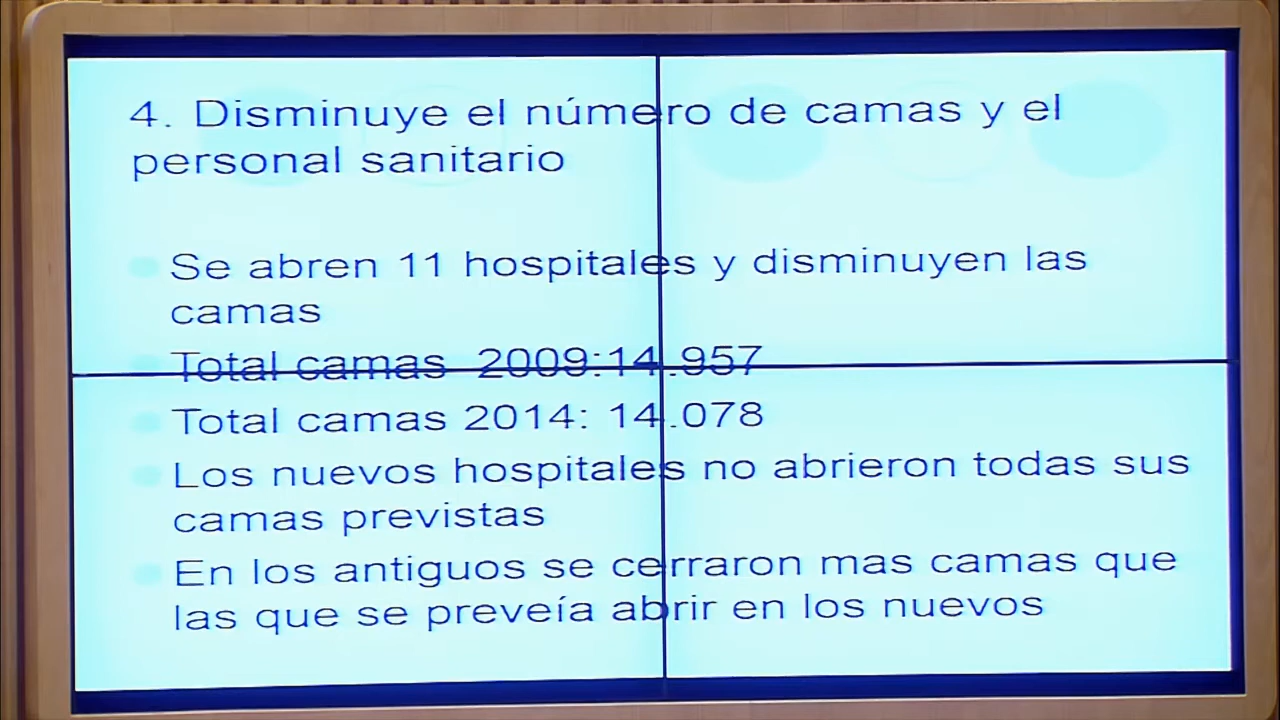 4. Disminuye el número de camas y el
personal sanitario
Se abren 11 hospitales y disminuyen las
camas
Total camas 2009:14.957
Total camas 2014: 14.078
Los nuevos hospitales no abrieron todas sus
camas previstas
En los antiguos se cerraron mas camas que
las que se preveía abrir en los nuevos